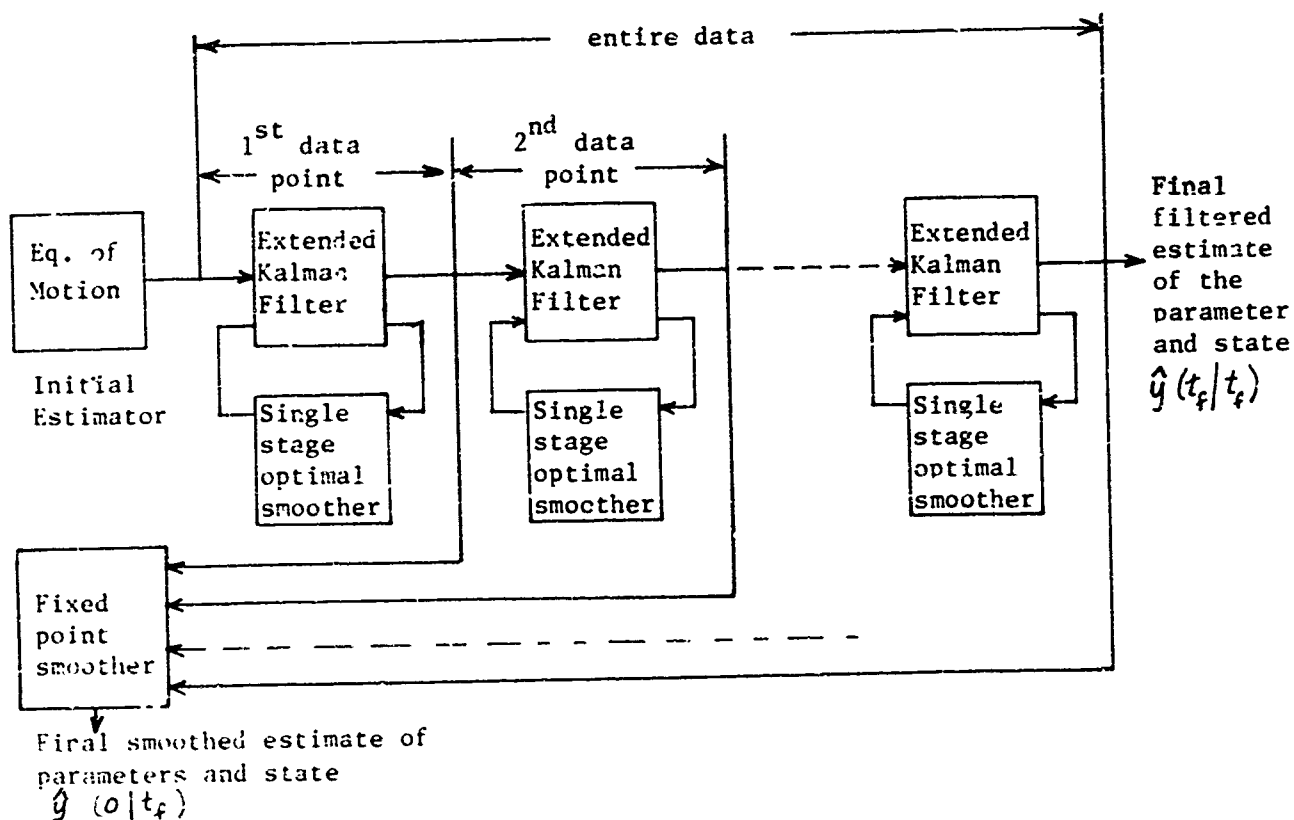 entire data
1st data
point
2nd data
point
Eq. of
Motion
Initial
Estimator
Extended
Kalman
Filter
Single
stage
optimal
smoother
Extended
Kalman
Filter
Single
stage
optimal
smoother
Extended
Kalman
Filter
Single
stage
optimal
smoother
Final
filtered
estimate
of the
parameter
and state
ŷ(t_f|t_f)
Fixed
point
smoother
Final smoothed estimate of
parameters and state
ŷ (0|t_f)